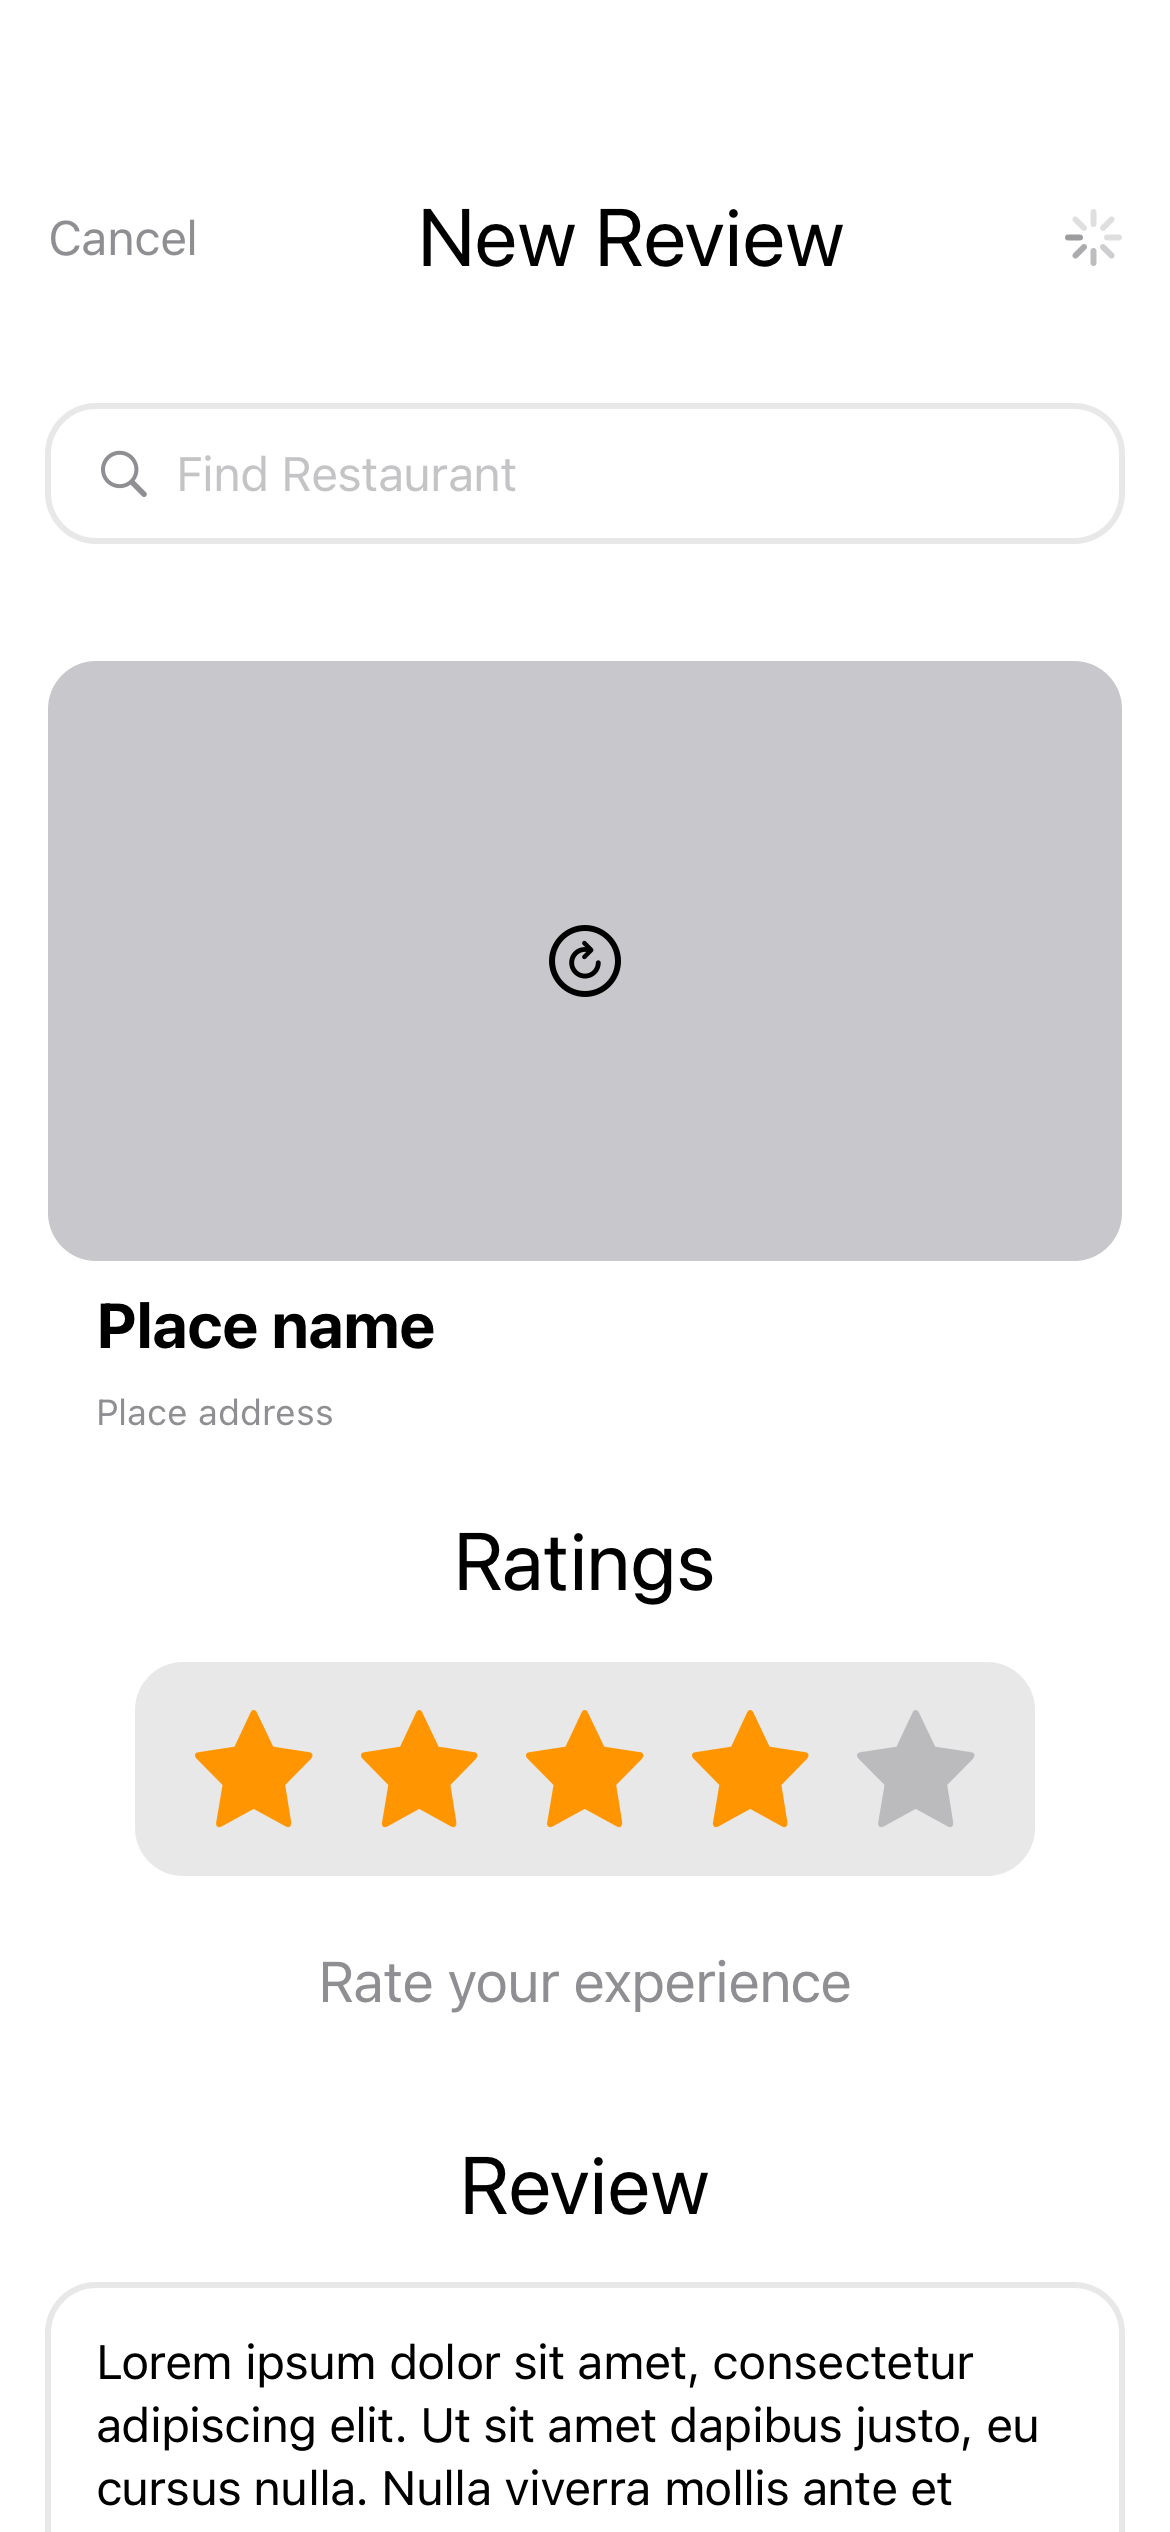 Cancel
New Review
Find Restaurant
Place name
Place address
Ratings
Rate your experience
Review
Lorem ipsum dolor sit amet, consectetur
adipiscing elit. Ut sit amet dapibus justo, eu
cursus nulla. Nulla viverra mollis ante et